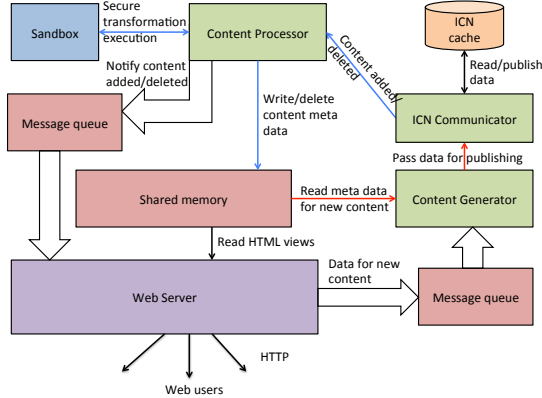 Sandbox
Secure
transformation
execution
Content Processor
Content added/
deleted
ICN
cache
Read/publish
data
Notify content
added/deleted
Write/delete
content meta
data
Message queue
ICN Communicator
Pass data for publishing
Shared memory
Read meta data
for new content
Content Generator
Read HTML views
Web Server
Data for new
content
Message queue
HTTP
Web users